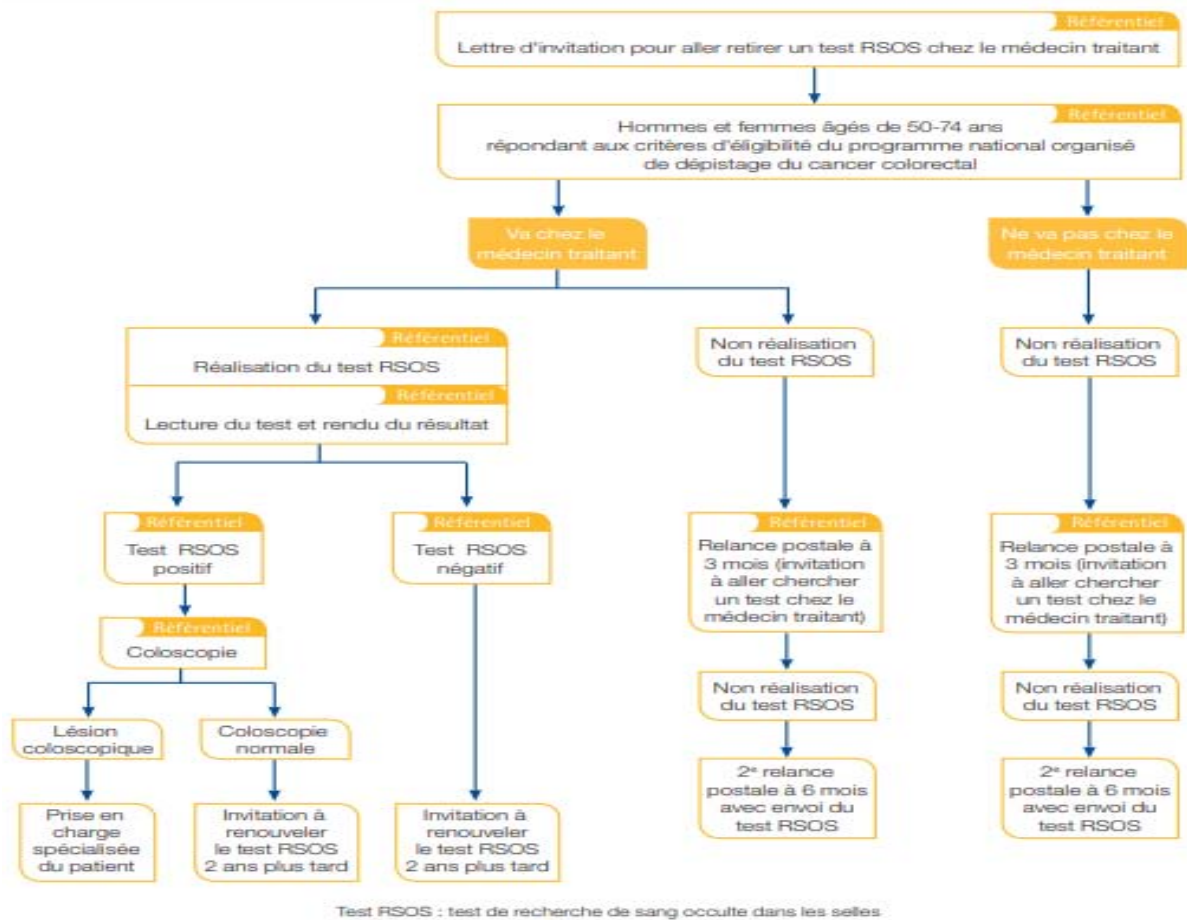 Référentiel
Lettre d'invitation pour aller retirer un test RSOS chez le médecin traitant
Référentiel
Hommes et femmes âgés de 50-74 ans
répondant aux critères d'éligibilité du programme national organisé
de dépistage du cancer colorectal
Va chez le
médecin traitant
Ne va pas chez le
médecin traitant
Référentiel
Réalisation du test RSOS
Référentiel
Lecture du test et rendu du résultat
Non réalisation
du test RSOS
Non réalisation
du test RSOS
Référentiel
Test RSOS
positif
Référentiel
Test RSOS
négatif
Référentiel
Relance postale à
3 mois (invitation
à aller chercher
un test chez le
médecin traitant)
Référentiel
Relance postale à
3 mois (invitation
à aller chercher
un test chez le
médecin traitant)
Référentiel
Coloscopie
Non réalisation
du test RSOS
Non réalisation
du test RSOS
Lésion
coloscopique
Coloscopie
normale
2e relance
postale à 6 mois
avec envoi du
test RSOS
2e relance
postale à 6 mois
avec envoi du
test RSOS
Prise en
charge
spécialisée
du patient
Invitation à
renouveler
le test RSOS
2 ans plus tard
Invitation à
renouveler
le test RSOS
2 ans plus tard
Test RSOS : test de recherche de sang occulte dans les selles